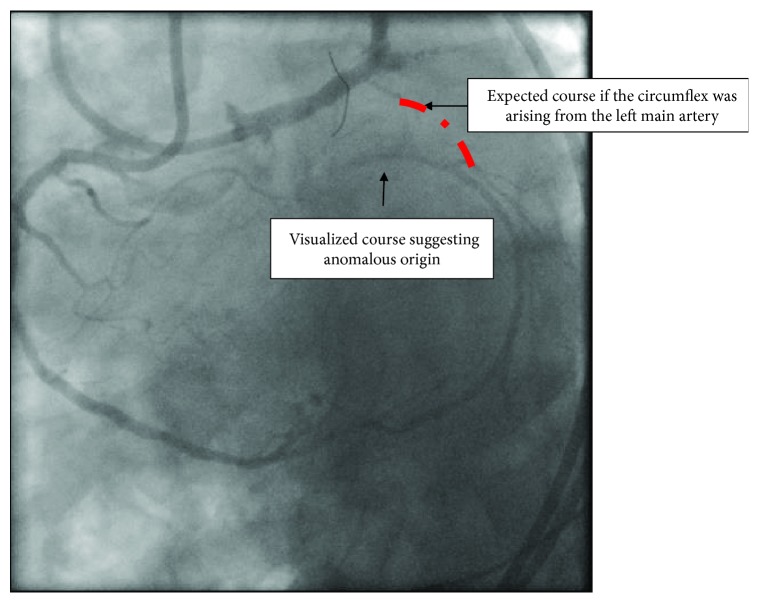 Expected course if the circumflex was
arising from the left main artery
Visualized course suggesting
anomalous origin